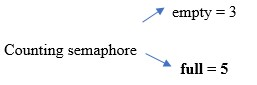 empty = 3
Counting semaphore
full = 5